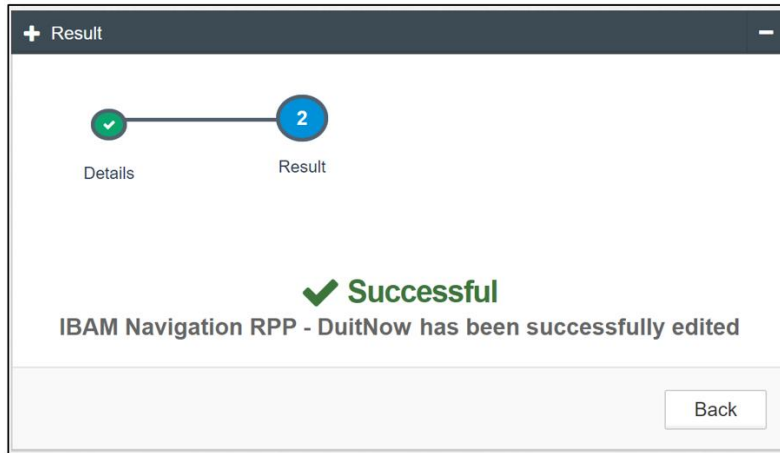 Result
2
Details
Result
Successful
IBAM Navigation RPP - DuitNow has been successfully edited
Back